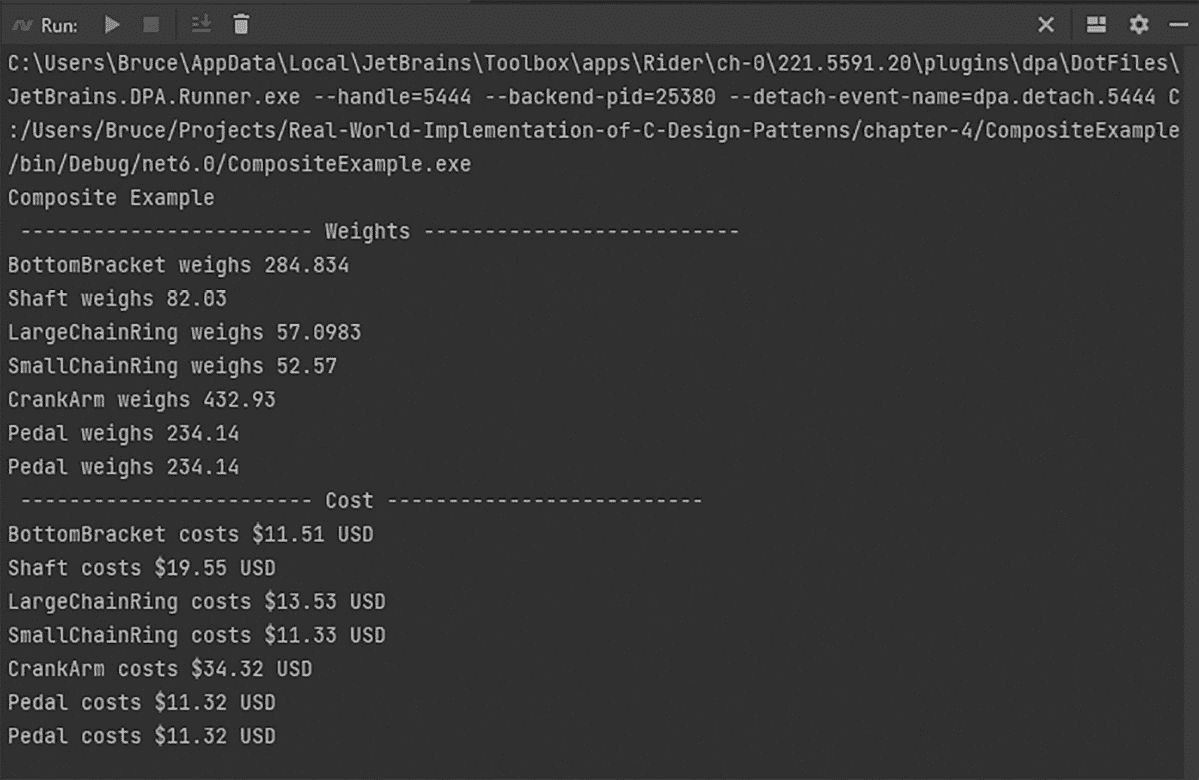 Run:
C:\Users\Bruce\AppData\Local\JetBrains\Toolbox\apps\Rider\ch-0\221.5591.20\plugins\dpa\DotFiles\
JetBrains.DPA.Runner.exe --handle=5444 --backend-pid=25380 --detach-event-name=dpa.detach.5444 C
:/Users/Bruce/Projects/Real-World-Implementation-of-C-Design-Patterns/chapter-4/CompositeExample
/bin/Debug/net6.0/CompositeExample.exe
Composite Example
 ------------------------ Weights --------------------------
BottomBracket weighs 284.834
Shaft weighs 82.03
LargeChainRing weighs 57.0983
SmallChainRing weighs 52.57
CrankArm weighs 432.93
Pedal weighs 234.14
Pedal weighs 234.14
 ------------------------ Cost --------------------------
BottomBracket costs $11.51 USD
Shaft costs $19.55 USD
LargeChainRing costs $13.53 USD
SmallChainRing costs $11.33 USD
CrankArm costs $34.32 USD
Pedal costs $11.32 USD
Pedal costs $11.32 USD